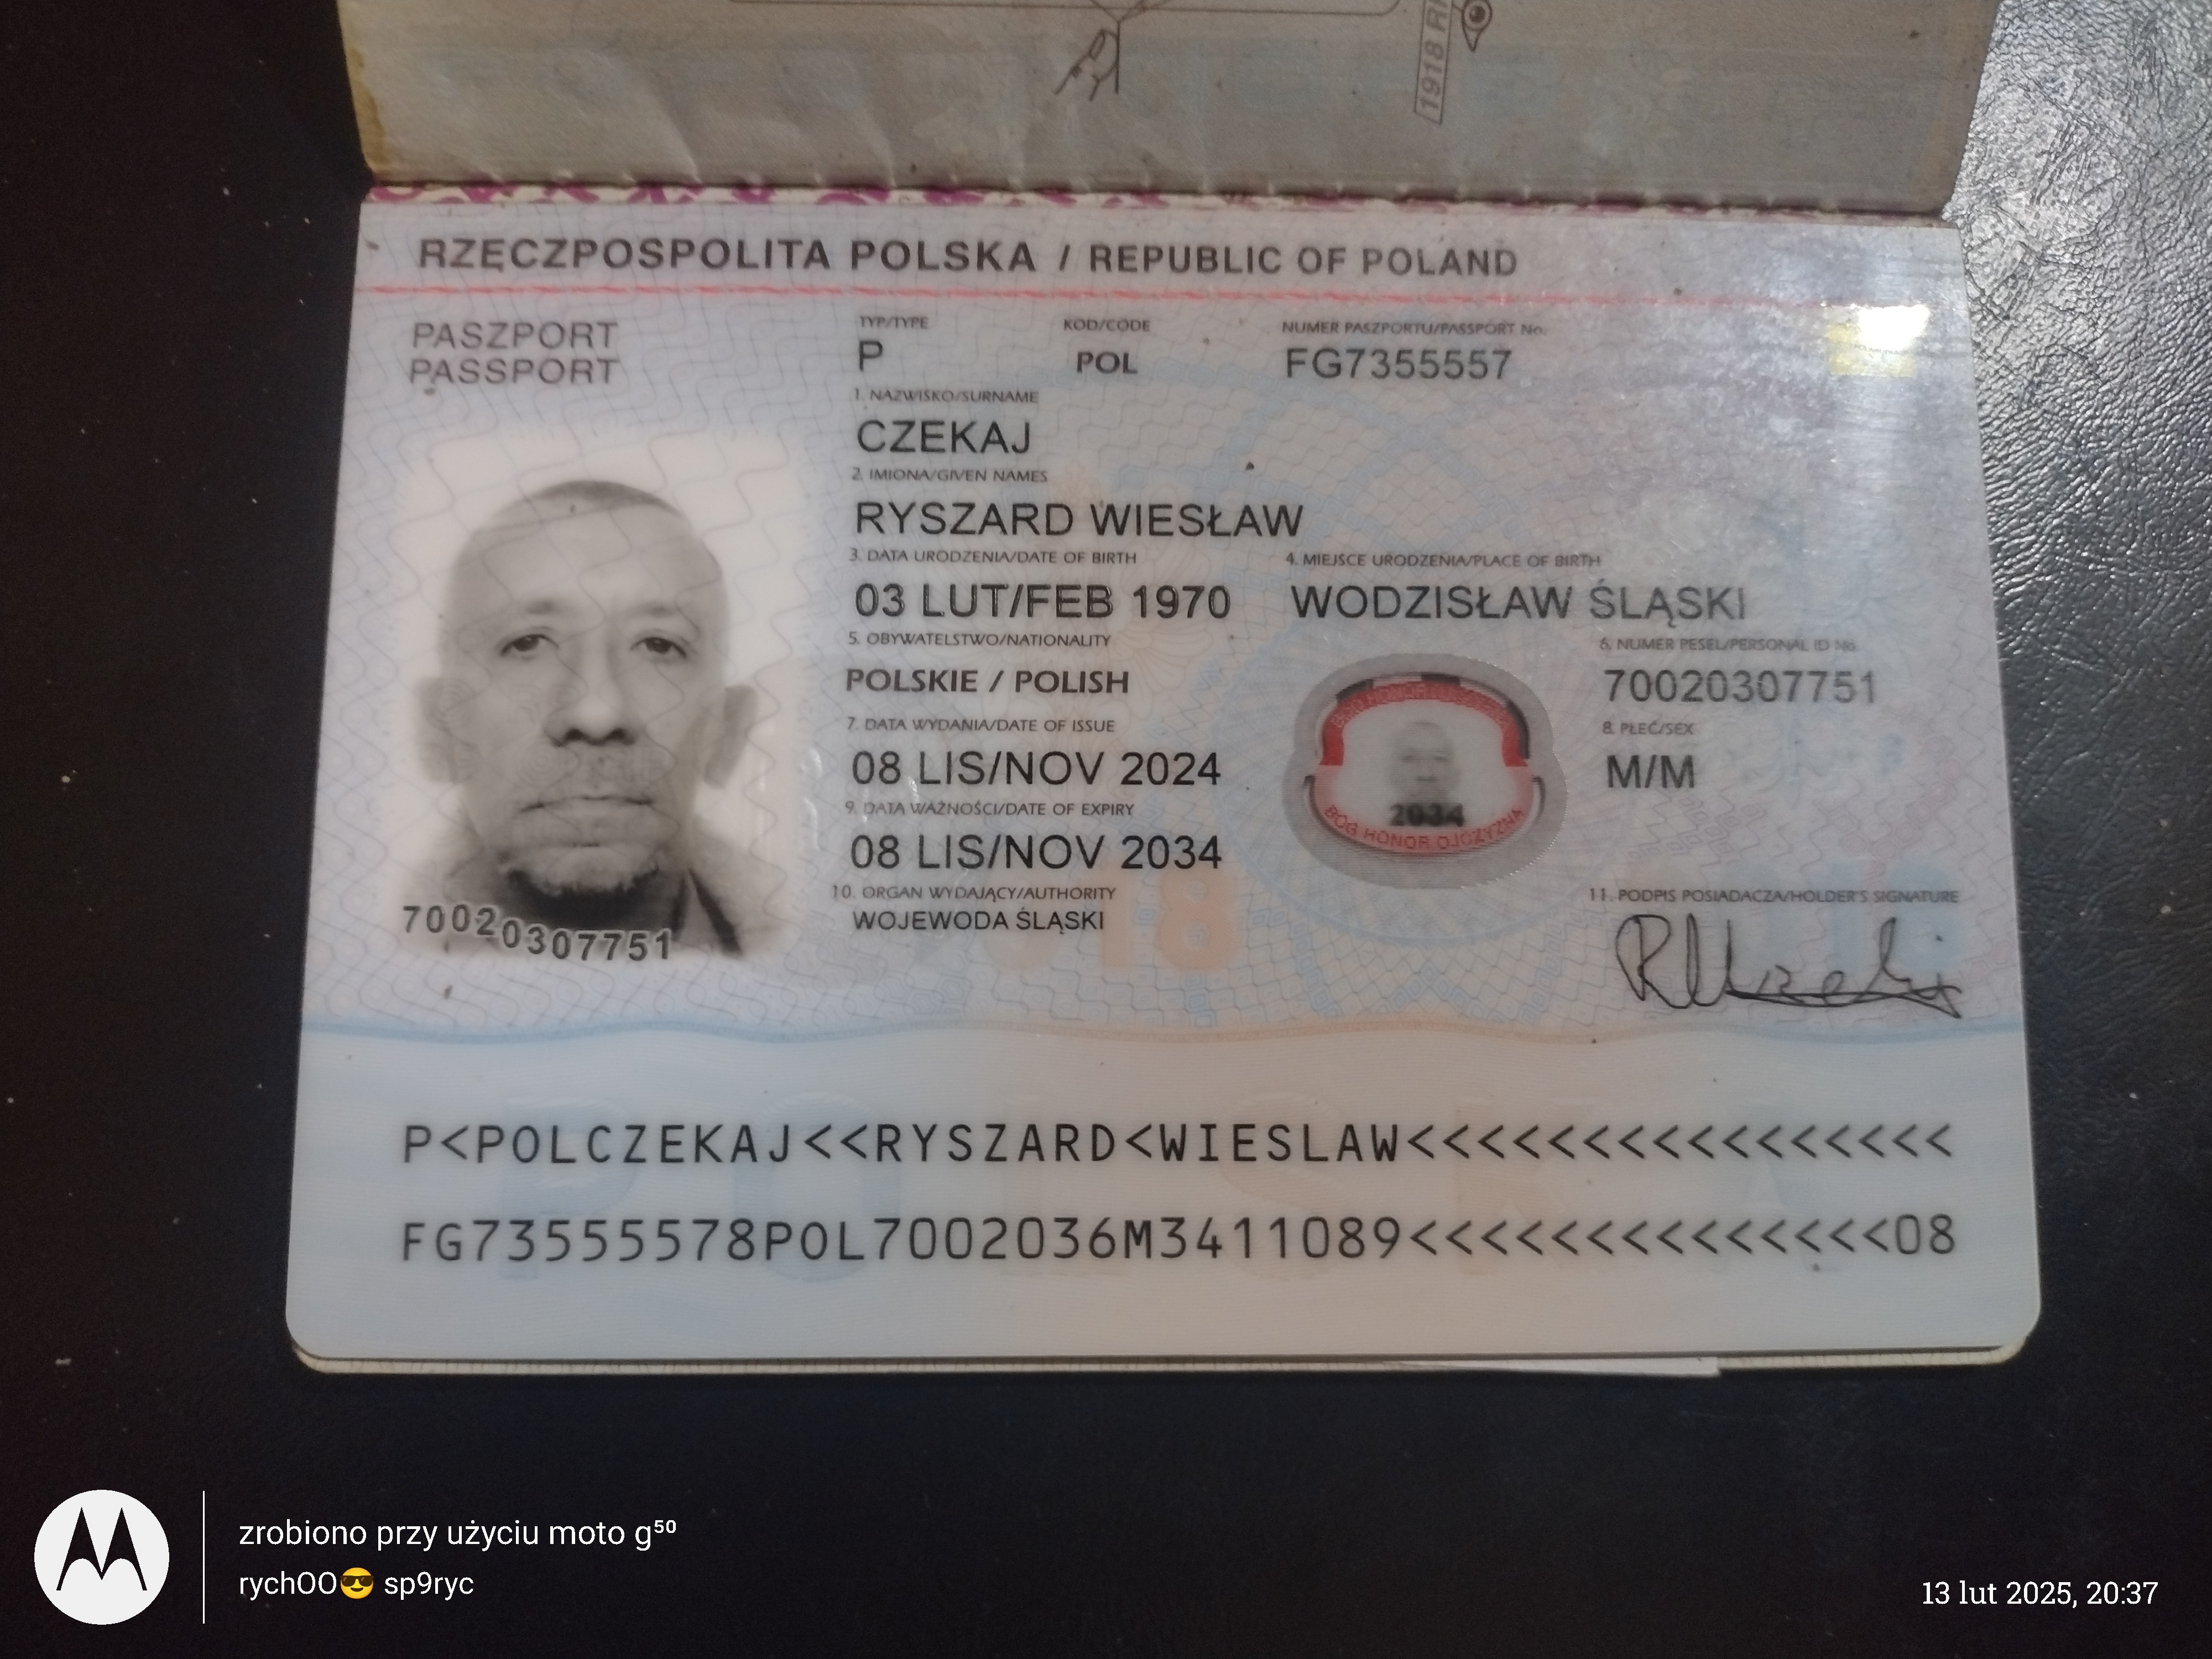 1918 R
RZECZPOSPOLITA POLSKA / REPUBLIC OF POLAND
PASZPORT
PASSPORT
TYP/TYPE
P
KOD/CODE
POL
NUMER PASZPORTU/PASSPORT No.
FG7355557
1. NAZWISKO/SURNAME
CZEKAJ
2. IMIONA/GIVEN NAMES
RYSZARD WIESŁAW
3. DATA URODZENIA/DATE OF BIRTH
03 LUT/FEB 1970
4. MIEJSCE URODZENIA/PLACE OF BIRTH
WODZISŁAW ŚLĄSKI
5. OBYWATELSTWO/NATIONALITY
POLSKIE / POLISH
6. NUMER PESEL/PERSONAL ID No.
70020307751
7. DATA WYDANIA/DATE OF ISSUE
08 LIS/NOV 2024
8. PŁEĆ/SEX
M/M
9. DATA WAŻNOŚCI/DATE OF EXPIRY
08 LIS/NOV 2034
2034
BÓG HONOR OJCZYZNA
10. ORGAN WYDAJĄCY/AUTHORITY
WOJEWODA ŚLĄSKI
11. PODPIS POSIADACZA/HOLDER'S SIGNATURE
70020307751
P<POLCZEKAJ<<RYSZARD<WIESLAW<<<<<<<<<<<<<<<<
FG73555578POL7002036M3411089<<<<<<<<<<<<<<08
zrobiono przy użyciu moto g⁵⁰
rychOO😎 sp9ryc
13 lut 2025, 20:37